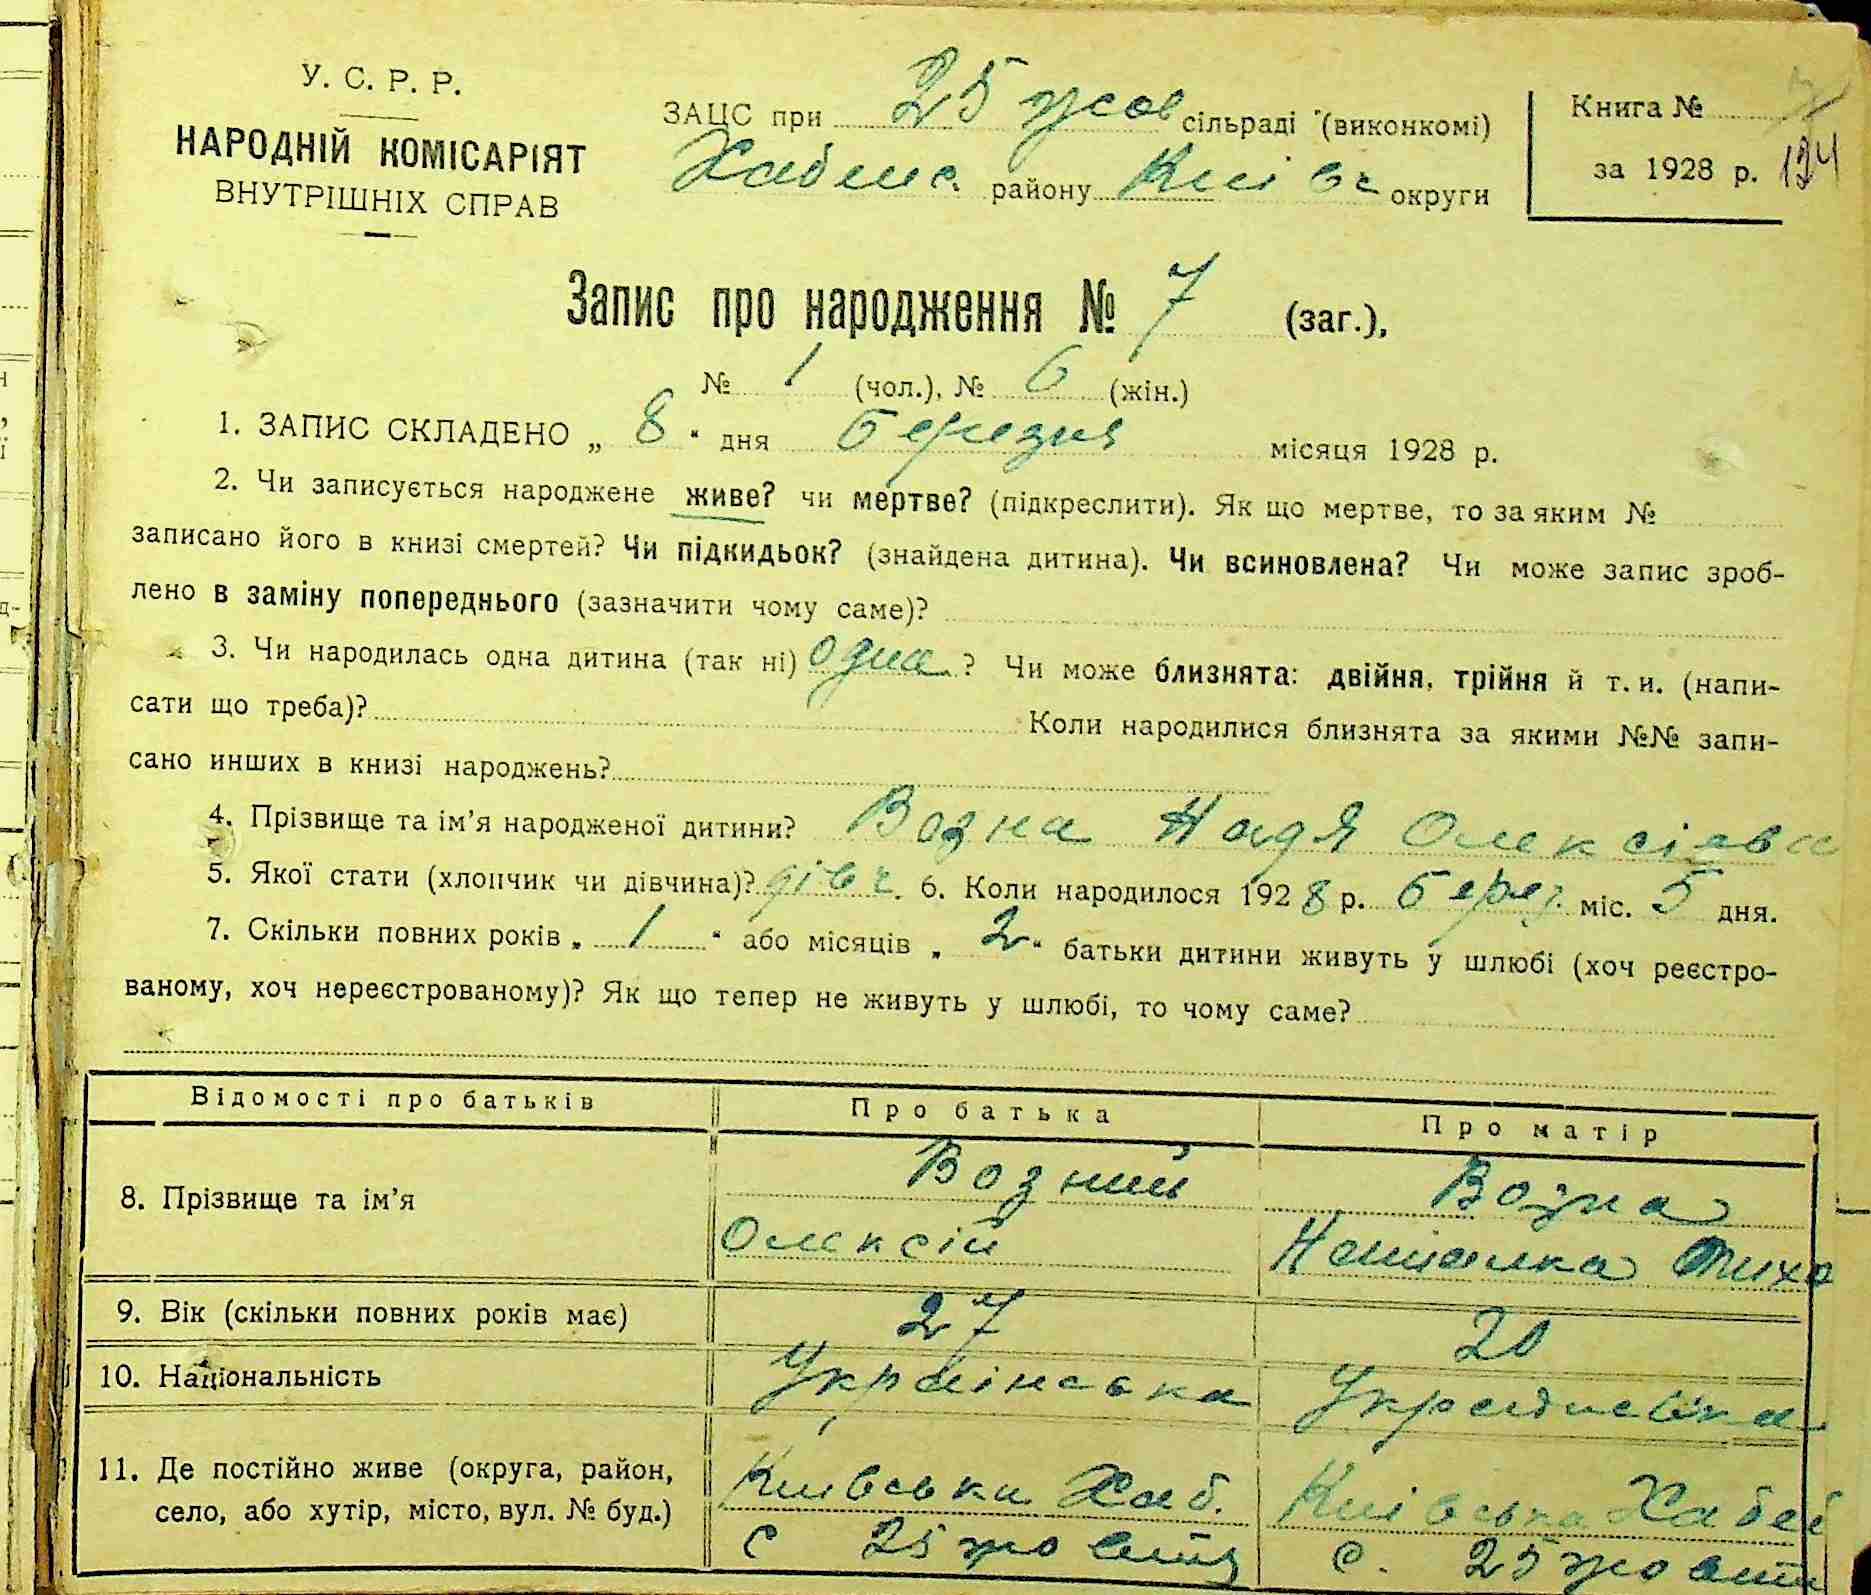 У. С. Р. Р.
НАРОДНІЙ КОМІСАРІЯТ
ВНУТРІШНІХ СПРАВ
ЗАЦС при 25 жов сільраді (виконкомі)
району Київс округи
Книга №
за 1928 р. 124
Запис про народження № 7 (заг.),
№ 1 (чол.), № 6 (жін.)
1. ЗАПИС СКЛАДЕНО „ 8 “ дня березня місяця 1928 р.
2. Чи записується народжене живе? чи мертве? (підкреслити). Як що мертве, то за яким №
записано його в книзі смертей? Чи підкидьок? (знайдена дитина). Чи всиновлена? Чи може запис зроб-
лено в заміну попереднього (зазначити чому саме)?
3. Чи народилась одна дитина (так ні) одна ? Чи може близнята: двійня, трійня й т. и. (напи-
сати що треба)? Коли народилися близнята за якими №№ запи-
сано инших в книзі народжень?
4. Прізвище та ім’я народженої дитини? Возна Надя Олексієва
5. Якої стати (хлопчик чи дівчина)? дівч. 6. Коли народилося 1928 р. берез. міс. 5 дня.
7. Скільки повних років „ 1 “ або місяців „ 2 “ батьки дитини живуть у шлюбі (хоч реєстро-
ваному, хоч нереєстрованому)? Як що тепер не живуть у шлюбі, то чому саме?
Відомості про батьків Про батька Про матір
8. Прізвище та ім’я Возний Возна
Олексій Наталка Тихо
9. Вік (скільки повних років має) 27 20
10. Національність Українська Українська
11. Де постійно живе (округа, район, Київська Хаб. Київська Хабе
село, або хутір, місто, вул. № буд.) с 25 жовтня с. 25 жовтн